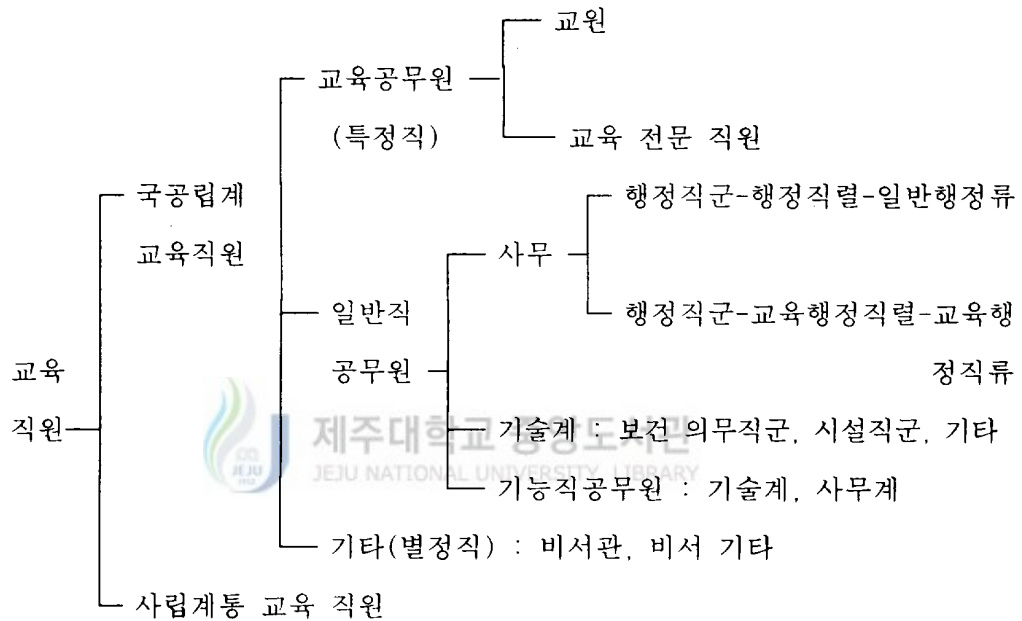 교원
교육공무원
(특정직)
교육 전문 직원
국공립계
교육직원
행정직군-행정직렬-일반행정류
사무
일반직
공무원
행정직군-교육행정직렬-교육행
정직류
교육
직원
기술계 : 보건 의무직군, 시설직군, 기타
제주대학교 중앙도서관
JEJU NATIONAL UNIVERSITY LIBRARY
JEJU
1952
기능직공무원 : 기술계, 사무계
기타(별정직) : 비서관, 비서 기타
사립계통 교육 직원